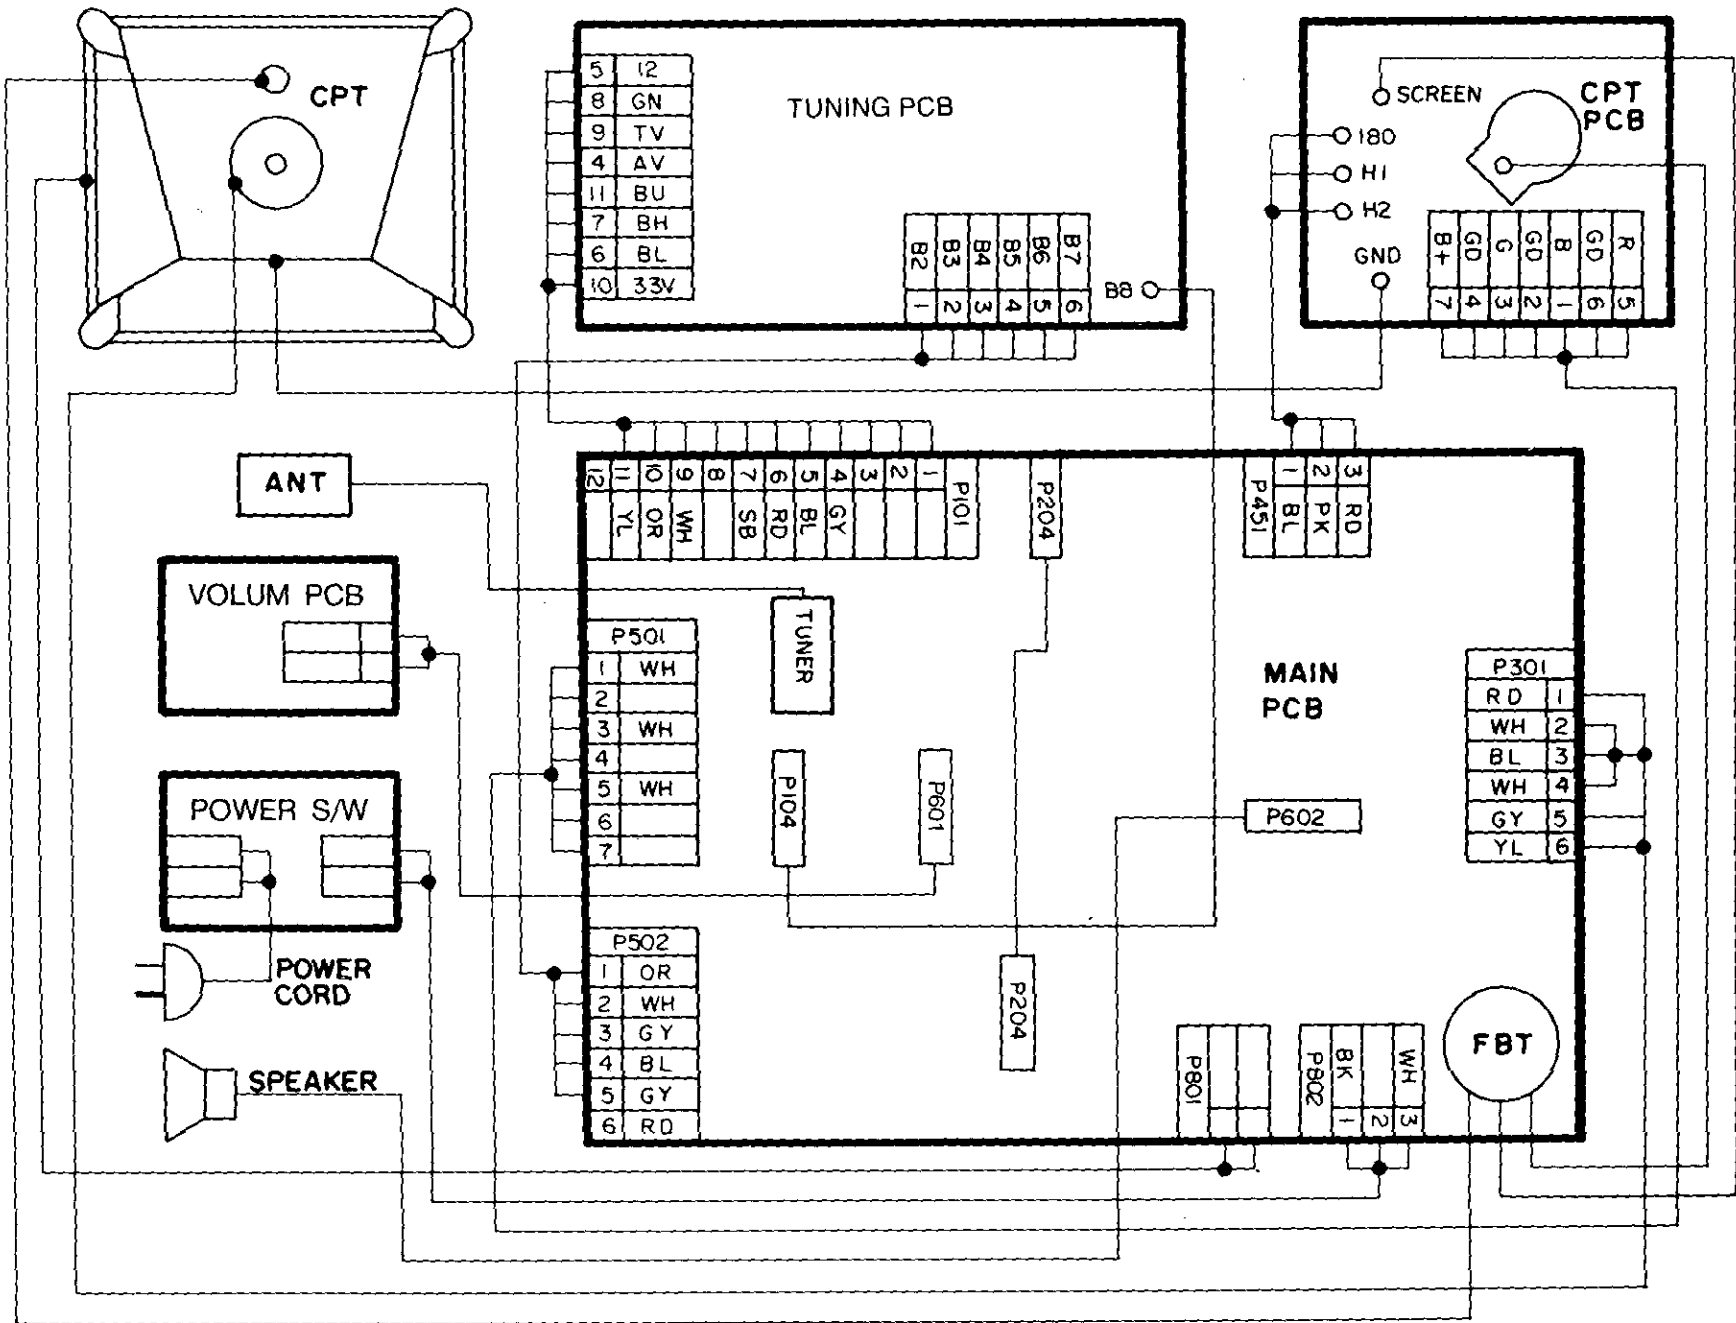 CPT
5 12
8 GN
9 TV
4 AV
11 BU
7 BH
6 BL
10 33V
TUNING PCB
B2 B3 B4 B5 B6 B7
1 2 3 4 5 6
B8
SCREEN
CPT
PCB
180
H1
H2
GND
B+ GD G GD B GD R
7 4 3 2 1 6 5
ANT
VOLUM PCB
POWER S/W
POWER
CORD
SPEAKER
12 11 10 9 8 7 6 5 4 3 2 1 P101
YL OR WH SB RD BL GY
P204
P451
1 2 3
BL PK RD
TUNER
P501
1 WH
2
3 WH
4
5 WH
6
7
MAIN
PCB
P301
RD 1
WH 2
BL 3
WH 4
GY 5
YL 6
P104
P601
P602
P502
1 OR
2 WH
3 GY
4 BL
5 GY
6 RD
P204
P801
P802
BK WH
1 2 3
FBT